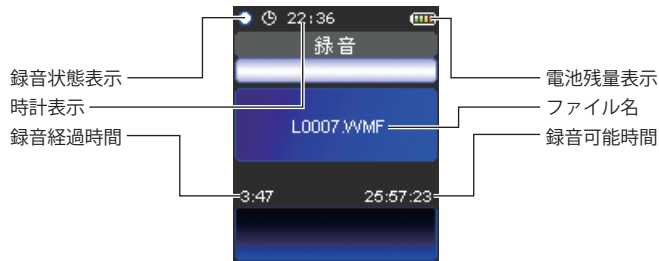 22:36
録音
録音状態表示
電池残量表示
時計表示
ファイル名
L0007.WMF
録音経過時間
録音可能時間
3:47
25:57:23